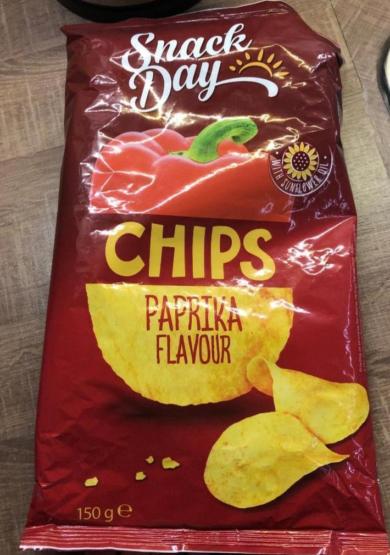 Snack
Day
· WITH SUNFLOWER OIL ·
CHIPS
PAPRIKA
FLAVOUR
150 g ℮